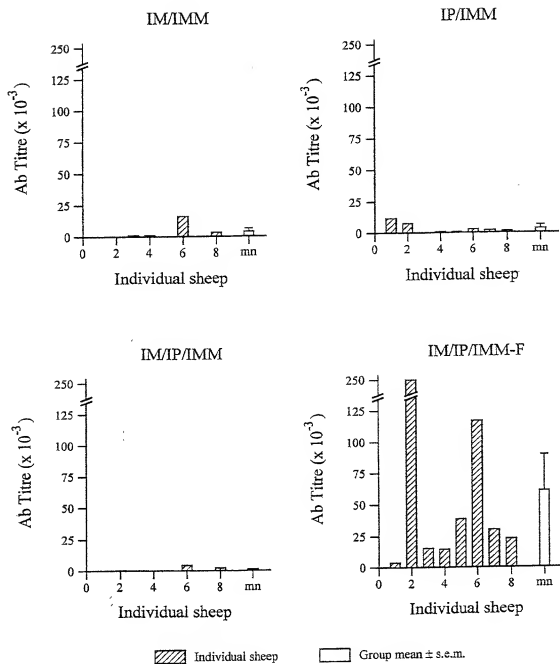 IM/IMM
IP/IMM
Ab Titre (x 10⁻³)
250
125
100
75
50
25
0
0 2 4 6 8 mn
Individual sheep
Ab Titre (x 10⁻³)
250
125
100
75
50
25
0
0 2 4 6 8 mn
Individual sheep
IM/IP/IMM
IM/IP/IMM-F
Ab Titre (x 10⁻³)
250
125
100
75
50
25
0
0 2 4 6 8 mn
Individual sheep
Ab Titre (x 10⁻³)
250
125
100
75
50
25
0
0 2 4 6 8 mn
Individual sheep
Individual sheep
Group mean ± s.e.m.